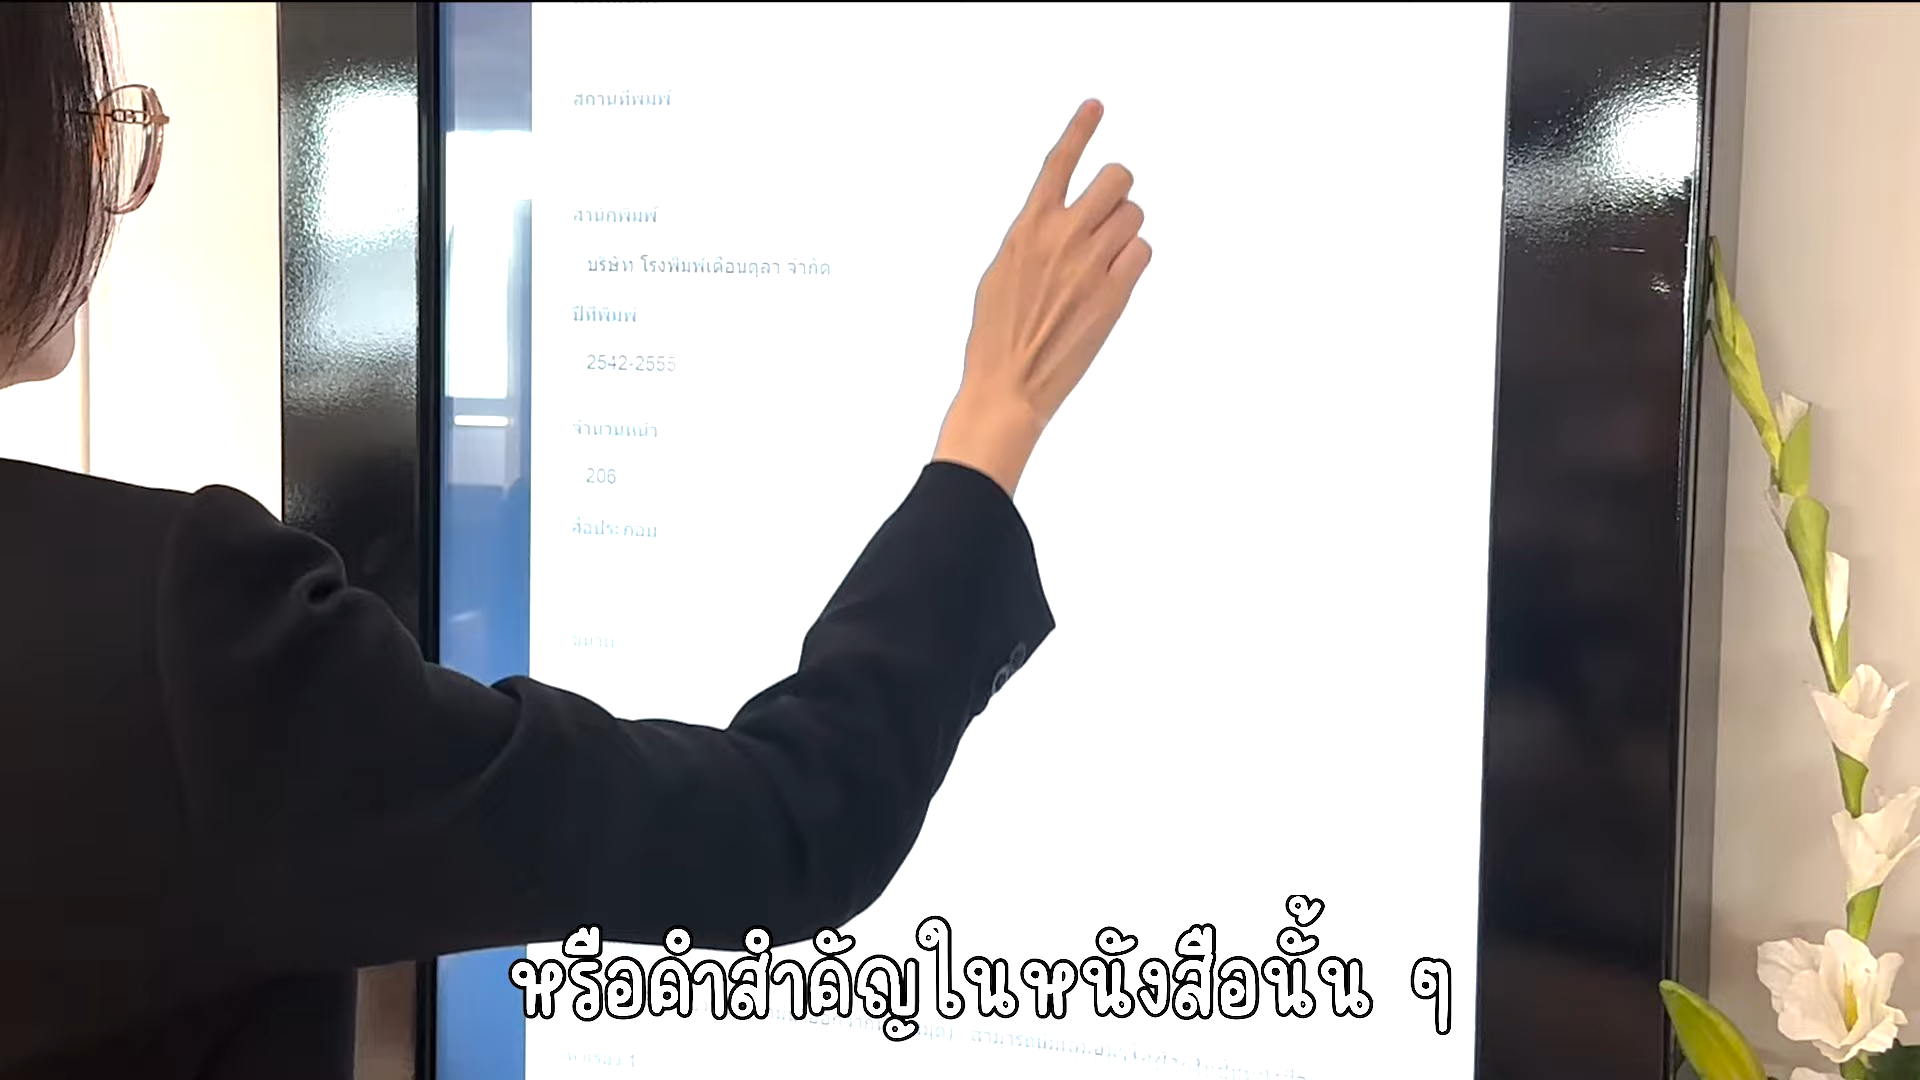 สถานที่พิมพ์
สำนักพิมพ์
บริษัท โรงพิมพ์เดือนตุลา จำกัด
ปีที่พิมพ์
2542-2555
จำนวนหน้า
206
สื่อประกอบ
ขนาด
หรือคำสำคัญในหนังสือนั้น ๆ